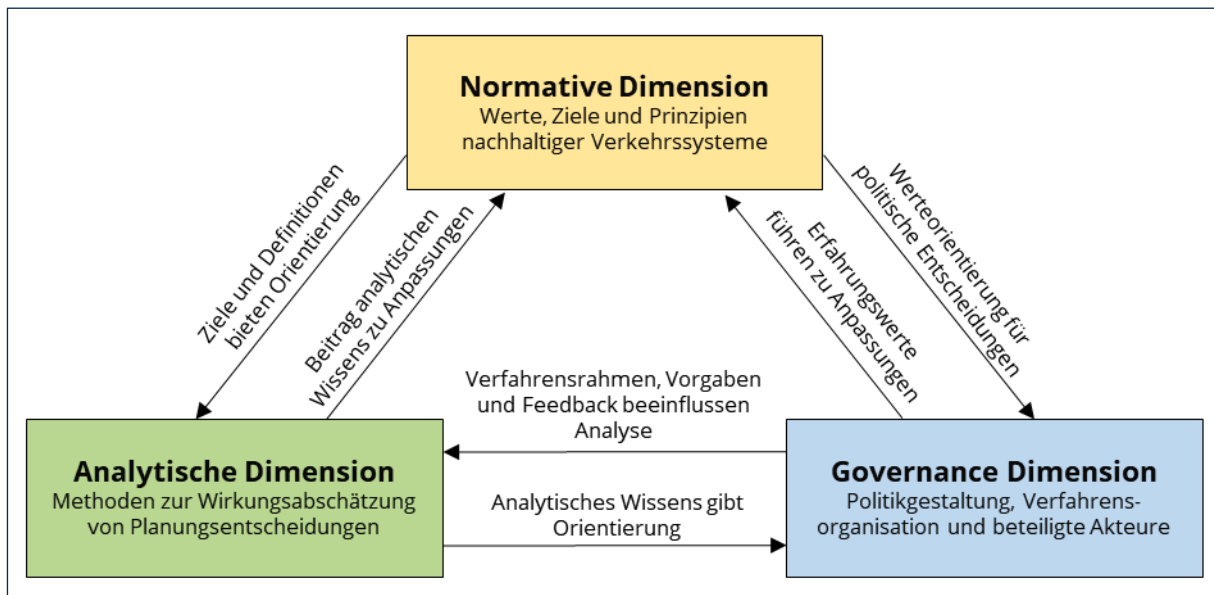 Normative Dimension
Werte, Ziele und Prinzipien
nachhaltiger Verkehrssysteme
Ziele und Definitionen
bieten Orientierung
Beitrag analytischen
Wissens zu Anpassungen
Erfahrungswerte
führen zu Anpassungen
Werteorientierung für
politische Entscheidungen
Verfahrensrahmen, Vorgaben
und Feedback beeinflussen
Analyse
Analytische Dimension
Methoden zur Wirkungsabschätzung
von Planungsentscheidungen
Analytisches Wissens gibt
Orientierung
Governance Dimension
Politikgestaltung, Verfahrens-
organisation und beteiligte Akteure